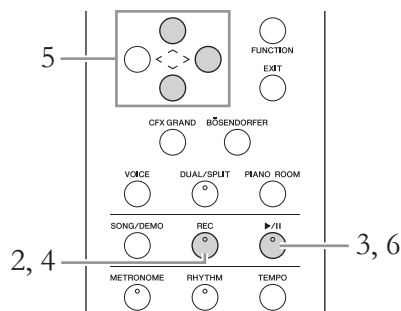 5
< ^ v >
FUNCTION
EXIT
CFX GRAND BÖSENDORFER
VOICE DUAL/SPLIT PIANO ROOM
SONG/DEMO REC ►/II
2, 4 3, 6
METRONOME RHYTHM TEMPO